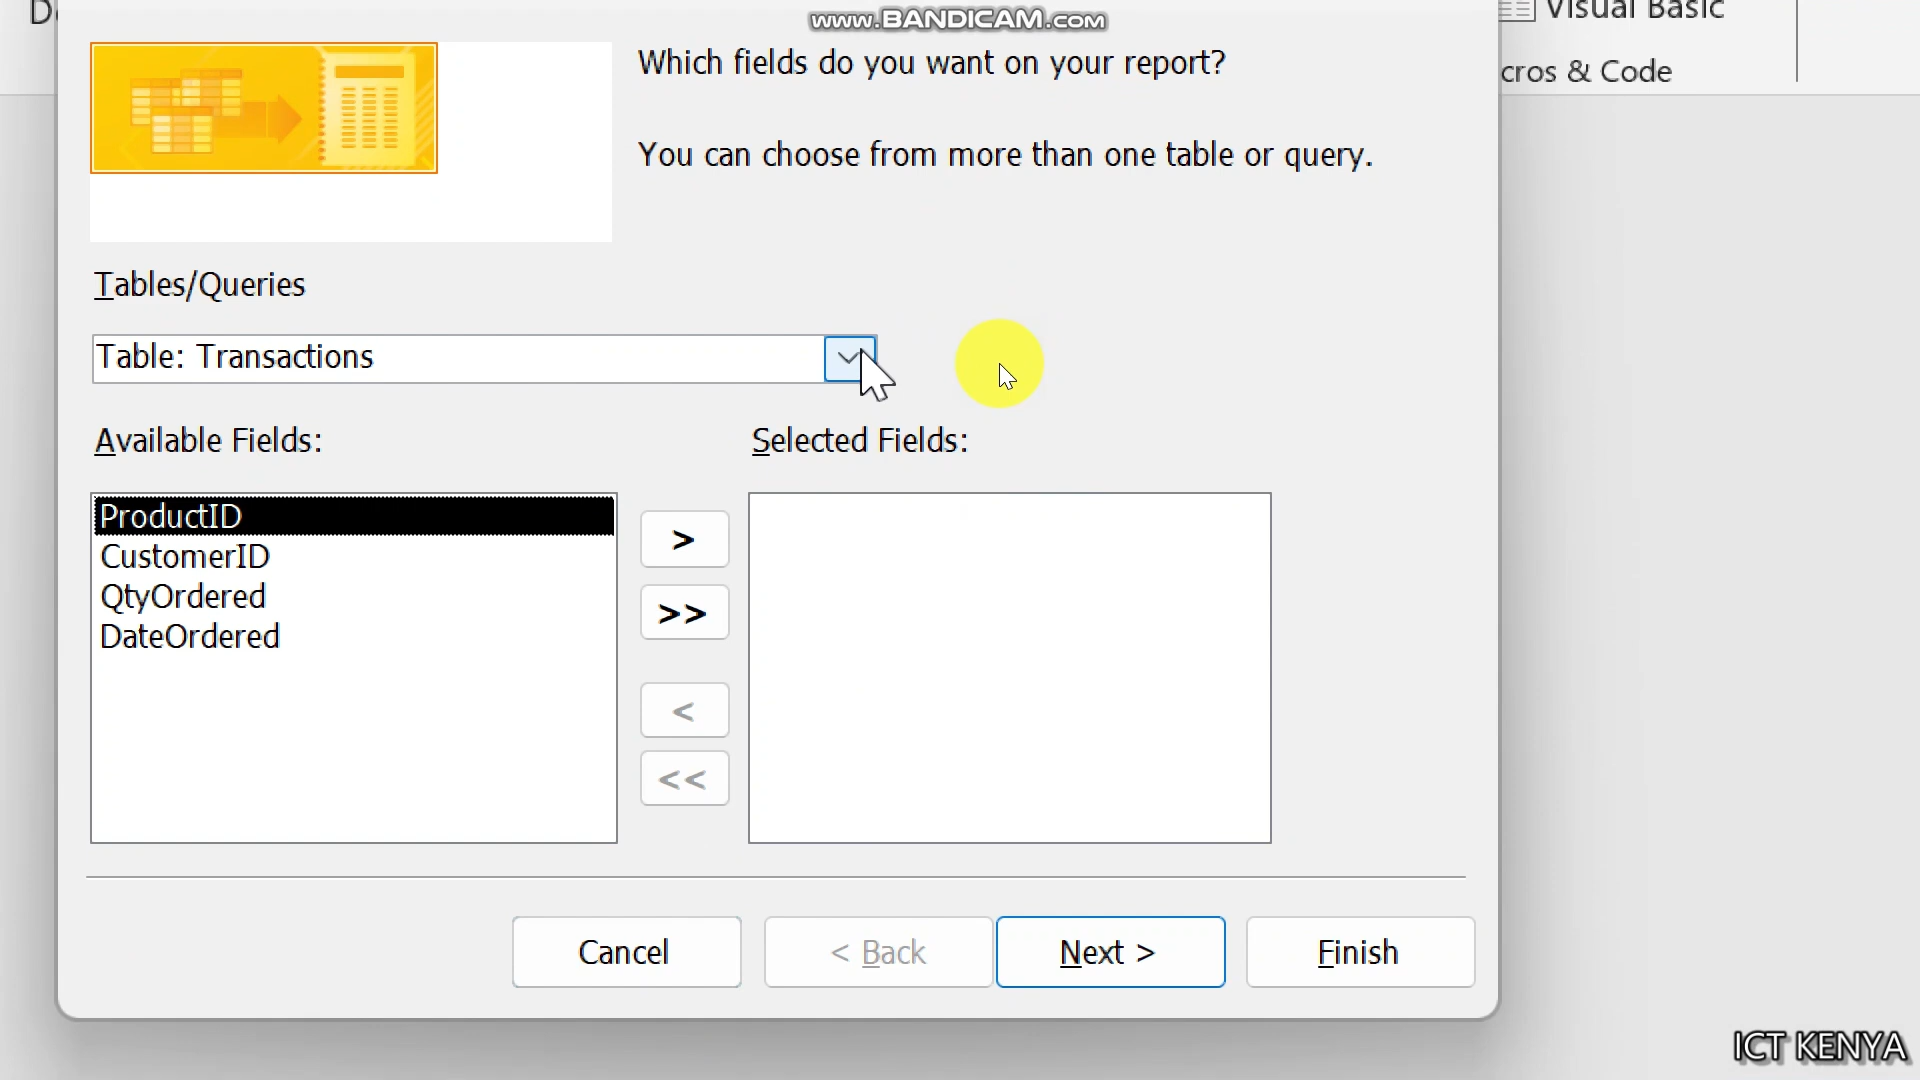 www.BANDICAM.com
Visual Basic
Which fields do you want on your report?
cros & Code
You can choose from more than one table or query.
Tables/Queries
Table: Transactions
Available Fields:
Selected Fields:
ProductID
CustomerID
QtyOrdered
DateOrdered
>
>>
<
<<
Cancel
< Back
Next >
Finish
ICT KENYA